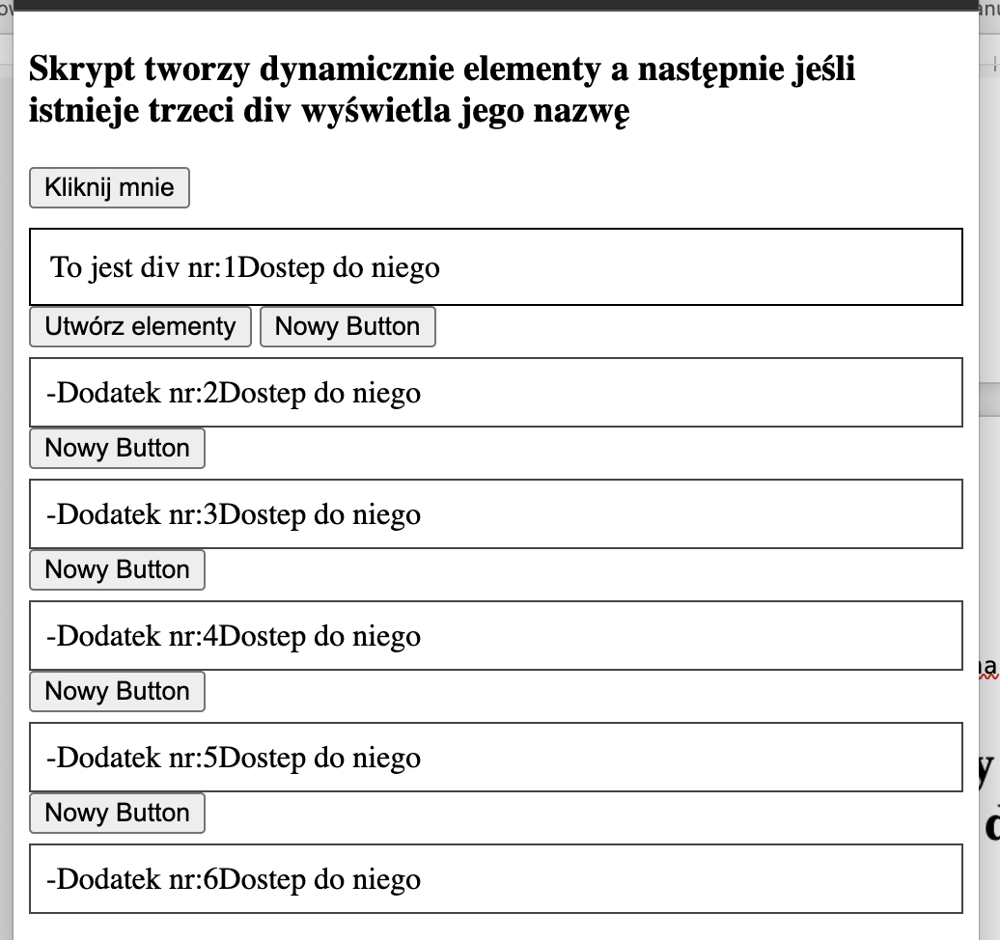 Skrypt tworzy dynamicznie elementy a następnie jeśli
istnieje trzeci div wyświetla jego nazwę
Kliknij mnie
To jest div nr:1Dostep do niego
Utwórz elementy Nowy Button
-Dodatek nr:2Dostep do niego
Nowy Button
-Dodatek nr:3Dostep do niego
Nowy Button
-Dodatek nr:4Dostep do niego
Nowy Button
-Dodatek nr:5Dostep do niego
Nowy Button
-Dodatek nr:6Dostep do niego